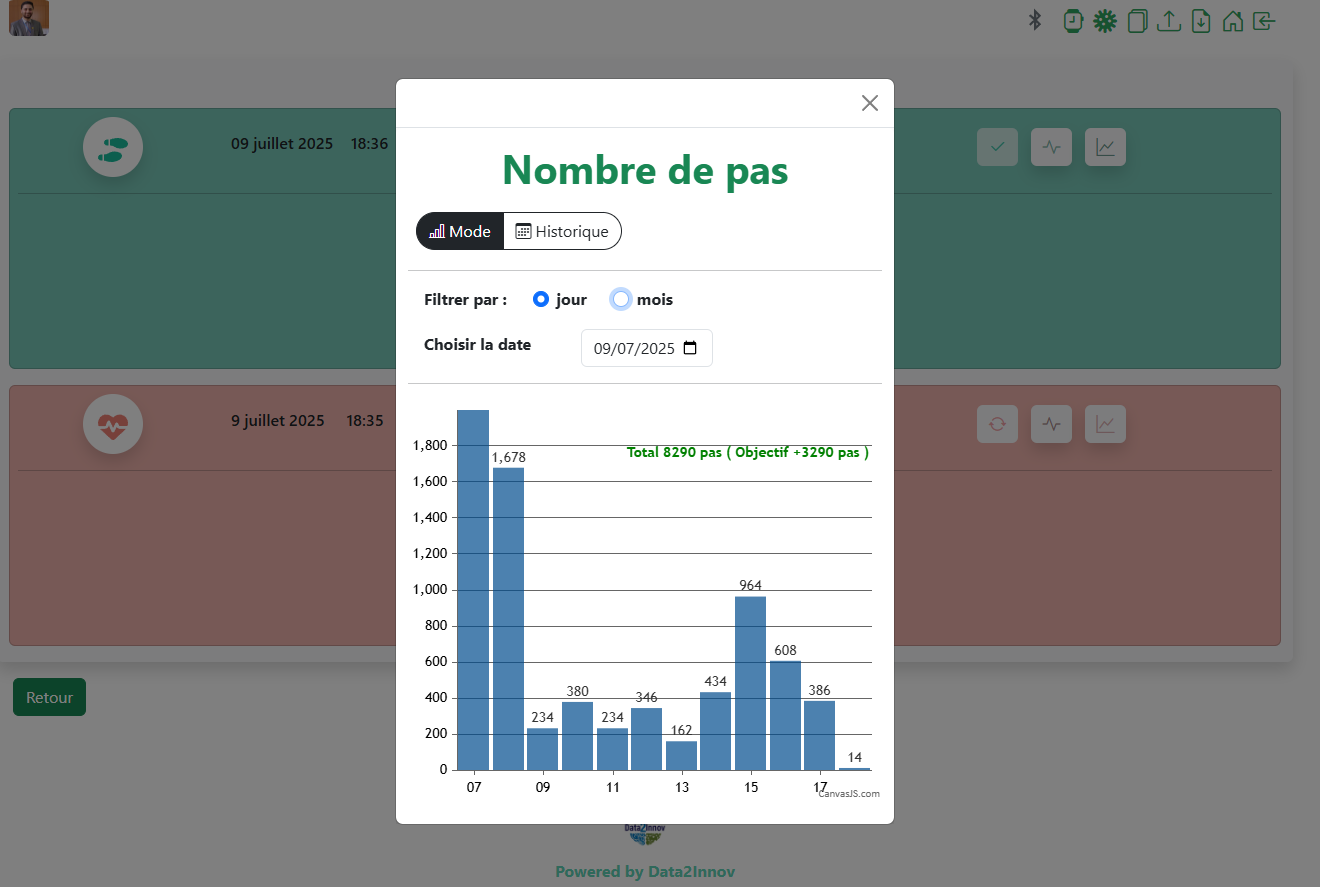 09 juillet 2025 18:36
Nombre de pas
Mode Historique
Filtrer par : jour mois
Choisir la date 09/07/2025
9 juillet 2025 18:35
Total 8290 pas ( Objectif +3290 pas )
1,800
1,600
1,400
1,200
1,000
800
600
400
200
0
1,678
234
380
234
346
162
434
964
608
386
14
07 09 11 13 15 17
CanvasJS.com
Retour
Data2Innov
Powered by Data2Innov